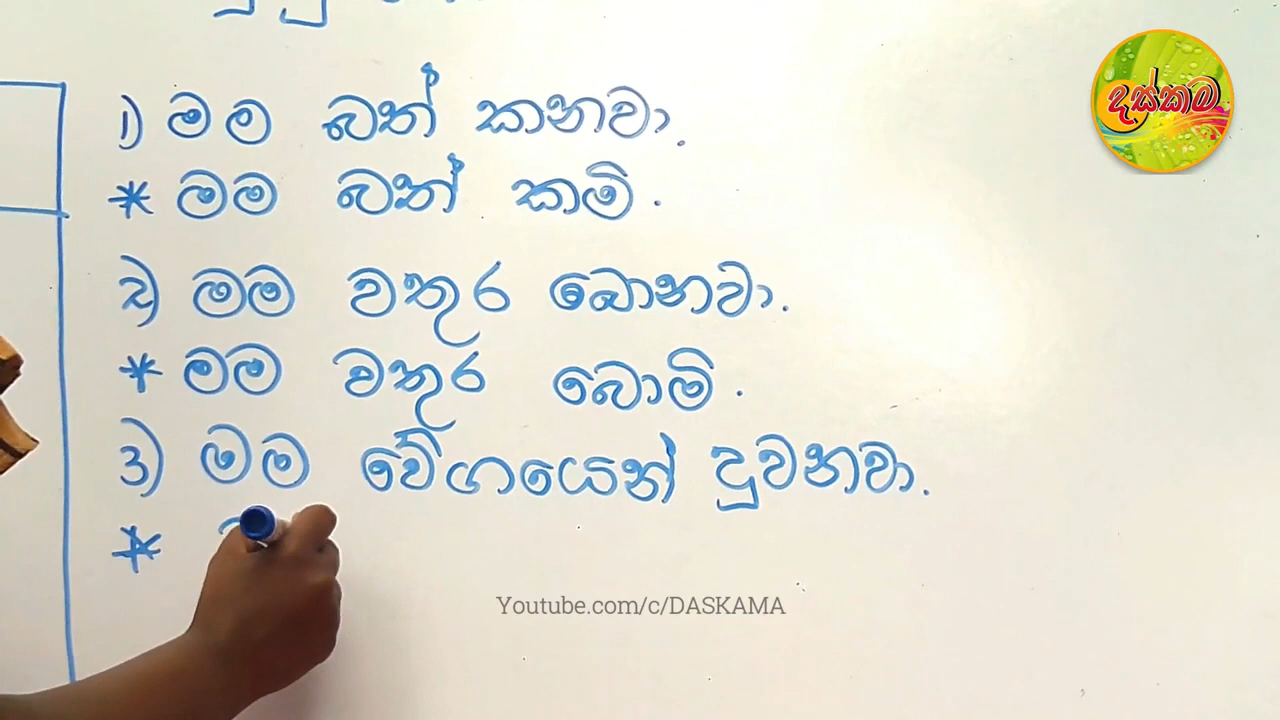 1) මම බත් කනවා.
* මම බත් කමි.
2) මම වතුර බොනවා.
* මම වතුර බොමි.
3) මම වේගයෙන් දුවනවා.
*
Youtube.com/c/DASKAMA
දස්කම